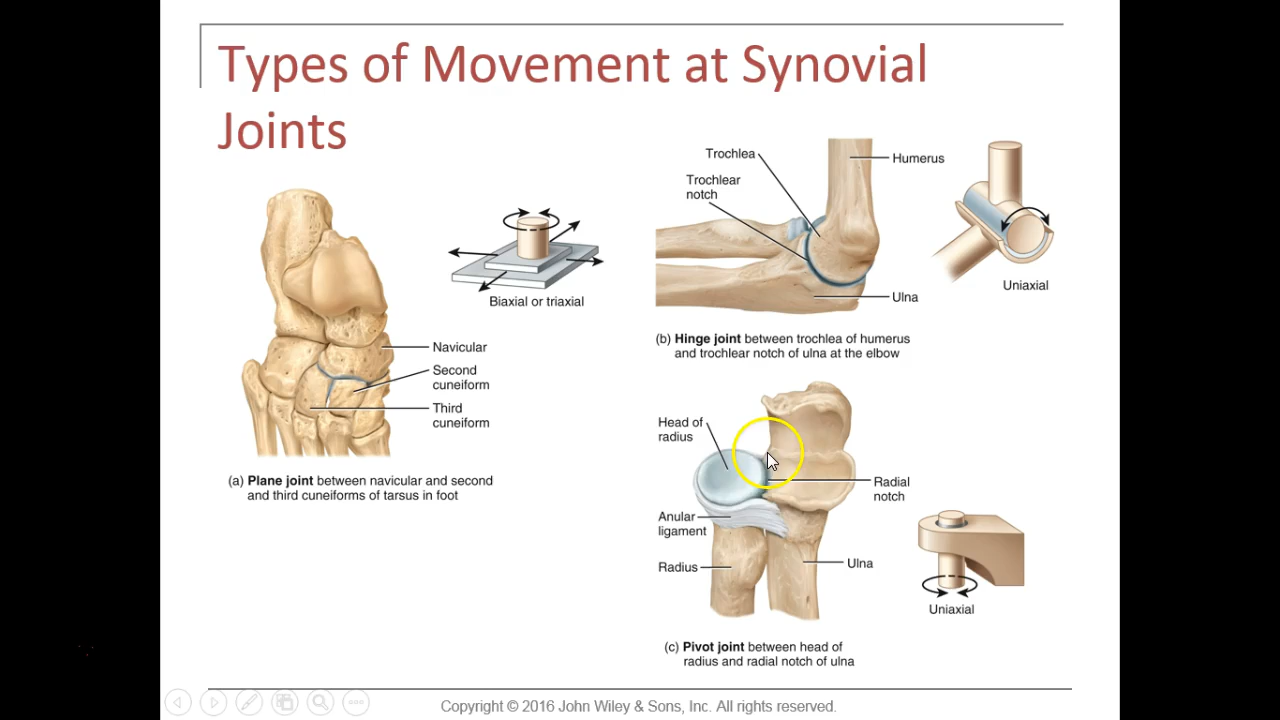 Types of Movement at Synovial
Joints
Biaxial or triaxial
Navicular
Second
cuneiform
Third
cuneiform
(a) Plane joint between navicular and second
and third cuneiforms of tarsus in foot
Trochlea
Trochlear
notch
Humerus
Ulna
Uniaxial
(b) Hinge joint between trochlea of humerus
and trochlear notch of ulna at the elbow
Head of
radius
Radial
notch
Anular
ligament
Radius
Ulna
Uniaxial
(c) Pivot joint between head of
radius and radial notch of ulna
Copyright © 2016 John Wiley & Sons, Inc. All rights reserved.